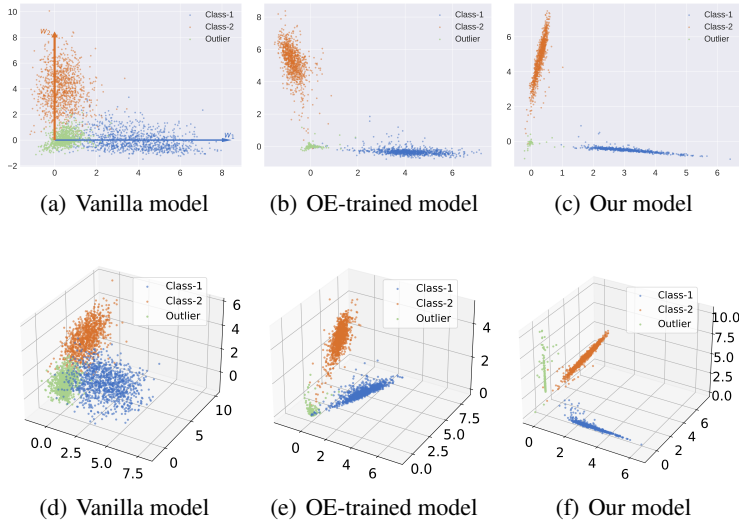 10
8
6
4
2
0
−2
0
2
4
6
8
w₂
w₁
Class-1
Class-2
Outlier
8
6
4
2
0
0
2
4
6
Class-1
Class-2
Outlier
6
4
2
0
0
1
2
3
4
5
6
Class-1
Class-2
Outlier
(a) Vanilla model
(b) OE-trained model
(c) Our model
Class-1
Class-2
Outlier
6
4
2
0
10
5
0
0.0
2.5
5.0
7.5
Class-1
Class-2
Outlier
4
2
0
7.5
5.0
2.5
0.0
0
2
4
6
Class-1
Class-2
Outlier
10.0
7.5
5.0
2.5
0.0
6
4
2
0
0
2
4
6
(d) Vanilla model
(e) OE-trained model
(f) Our model